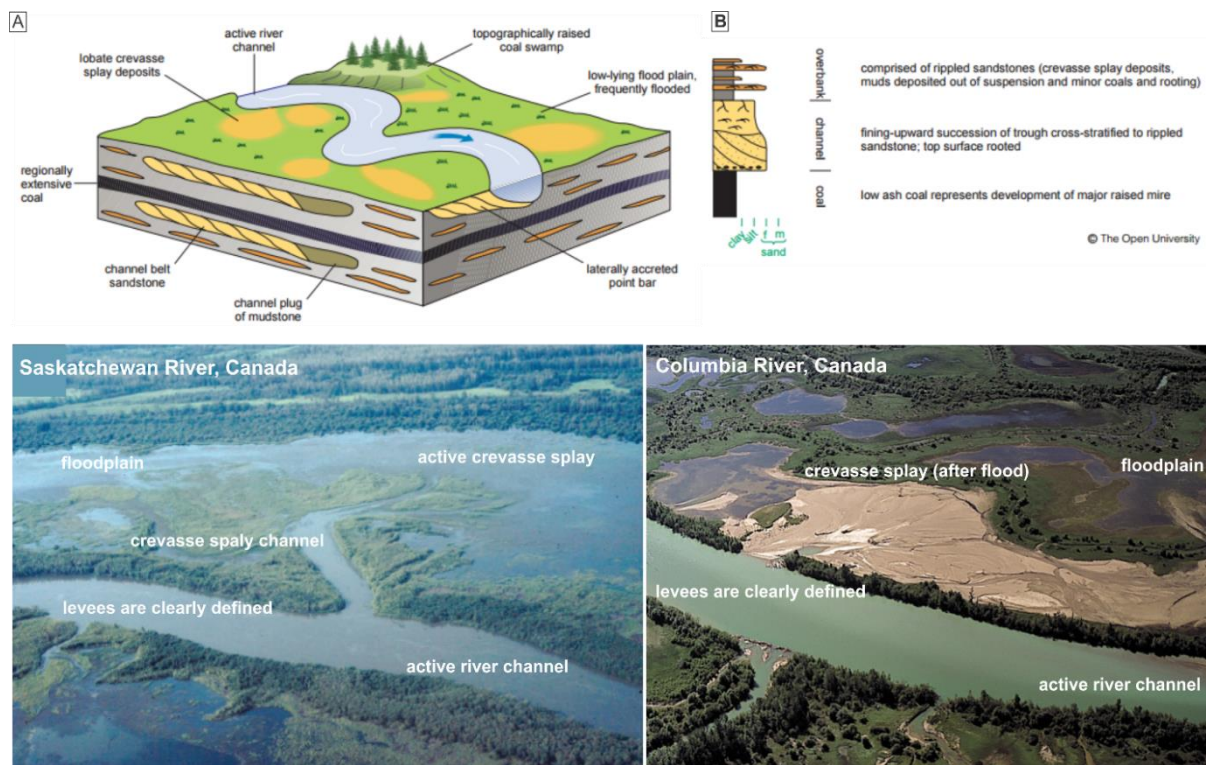 A
active river
channel
topographically raised
coal swamp
lobate crevasse
splay deposits
low-lying flood plain,
frequently flooded
regionally
extensive
coal
channel belt
sandstone
channel plug
of mudstone
laterally accreted
point bar
B
overbank
comprised of rippled sandstones (crevasse splay deposits,
muds deposited out of suspension and minor coals and rooting)
channel
fining-upward succession of trough cross-stratified to rippled
sandstone; top surface rooted
coal
low ash coal represents development of major raised mire
clay
silt
f m
sand
© The Open University
Saskatchewan River, Canada
floodplain
active crevasse splay
crevasse spaly channel
levees are clearly defined
active river channel
Columbia River, Canada
crevasse splay (after flood)
floodplain
levees are clearly defined
active river channel